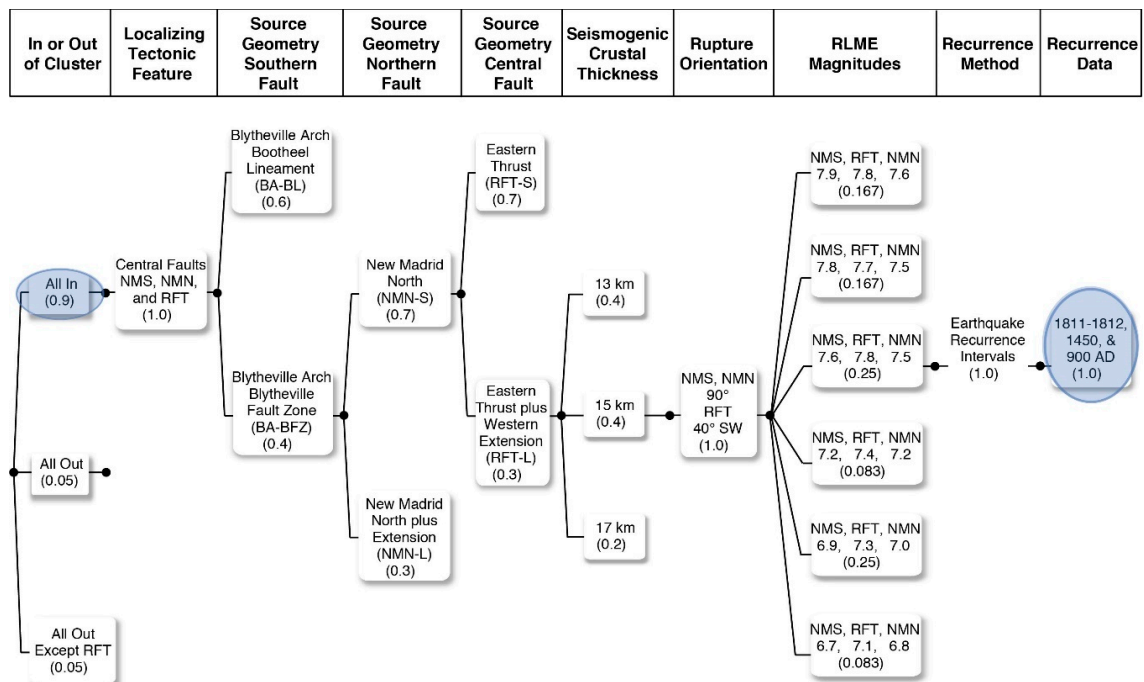 In or Out
of Cluster
Localizing
Tectonic
Feature
Source
Geometry
Southern
Fault
Source
Geometry
Northern
Fault
Source
Geometry
Central
Fault
Seismogenic
Crustal
Thickness
Rupture
Orientation
RLME
Magnitudes
Recurrence
Method
Recurrence
Data
All In
(0.9)
All Out
(0.05)
All Out
Except RFT
(0.05)
Central Faults
NMS, NMN,
and RFT
(1.0)
Blytheville Arch
Bootheel
Lineament
(BA-BL)
(0.6)
Blytheville Arch
Blytheville
Fault Zone
(BA-BFZ)
(0.4)
New Madrid
North
(NMN-S)
(0.7)
New Madrid
North plus
Extension
(NMN-L)
(0.3)
Eastern
Thrust
(RFT-S)
(0.7)
Eastern
Thrust plus
Western
Extension
(RFT-L)
(0.3)
13 km
(0.4)
15 km
(0.4)
17 km
(0.2)
NMS, NMN
90°
RFT
40° SW
(1.0)
NMS, RFT, NMN
7.9, 7.8, 7.6
(0.167)
NMS, RFT, NMN
7.8, 7.7, 7.5
(0.167)
NMS, RFT, NMN
7.6, 7.8, 7.5
(0.25)
NMS, RFT, NMN
7.2, 7.4, 7.2
(0.083)
NMS, RFT, NMN
6.9, 7.3, 7.0
(0.25)
NMS, RFT, NMN
6.7, 7.1, 6.8
(0.083)
Earthquake
Recurrence
Intervals
(1.0)
1811-1812,
1450, &
900 AD
(1.0)